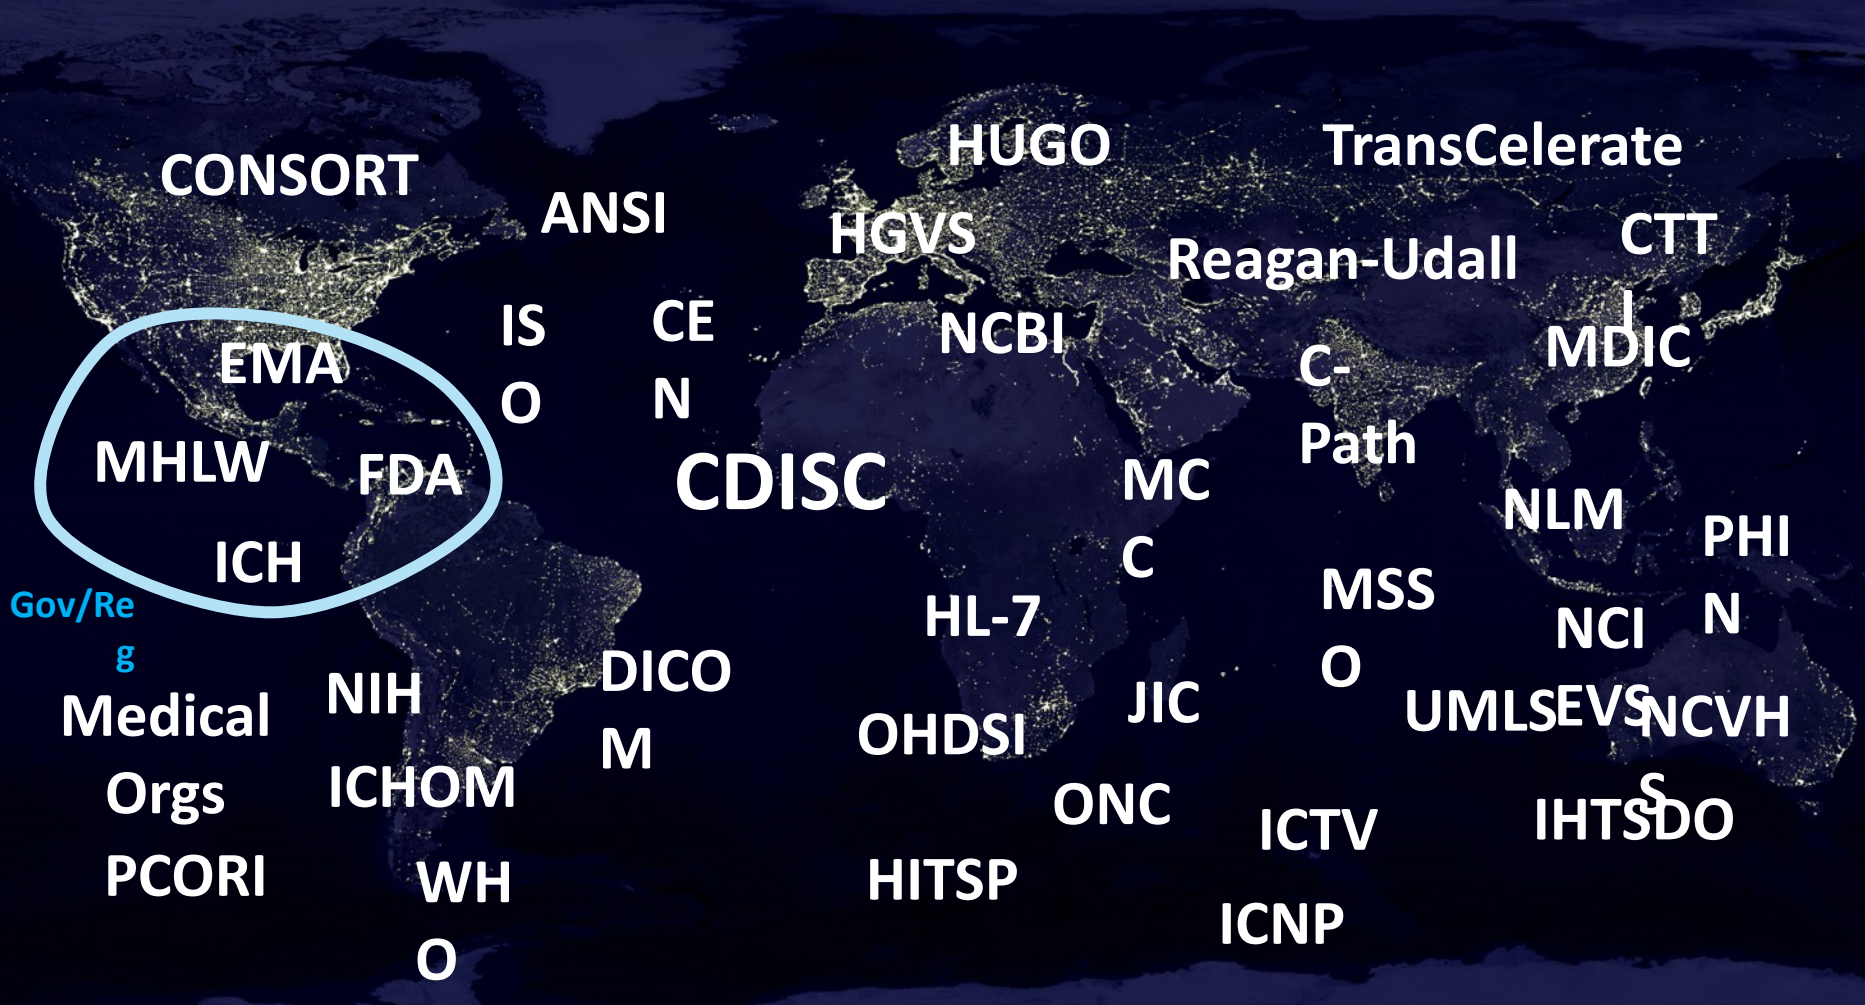 CONSORT
ANSI
HUGO
TransCelerate
HGVS
Reagan-Udall
CTT
I
IS
O
CE
N
NCBI
C-
Path
MDIC
EMA
MHLW
FDA
ICH
Gov/Re
g
CDISC
MC
C
NLM
PHI
N
HL-7
MSS
O
NCI
EVS
Medical
Orgs
NIH
DICO
M
OHDSI
JIC
UMLS
NCVH
S
ICHOM
ONC
ICTV
IHTSDO
PCORI
WH
O
HITSP
ICNP